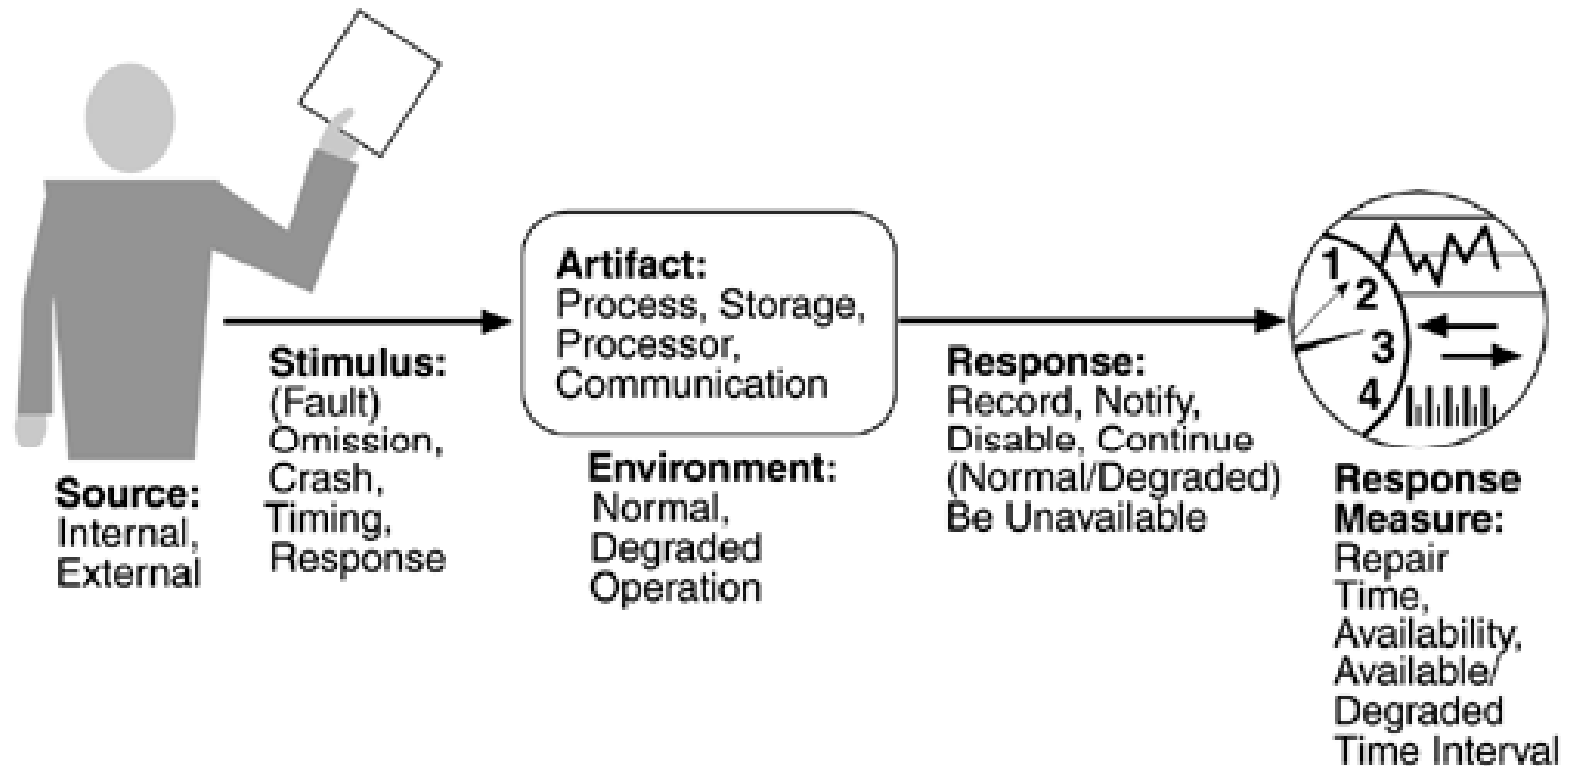 Source:
Internal,
External
Stimulus:
(Fault)
Omission,
Crash,
Timing,
Response
Artifact:
Process, Storage,
Processor,
Communication
Environment:
Normal,
Degraded
Operation
Response:
Record, Notify,
Disable, Continue
(Normal/Degraded)
Be Unavailable
1
2
3
4
Response
Measure:
Repair
Time,
Availability,
Available/
Degraded
Time Interval